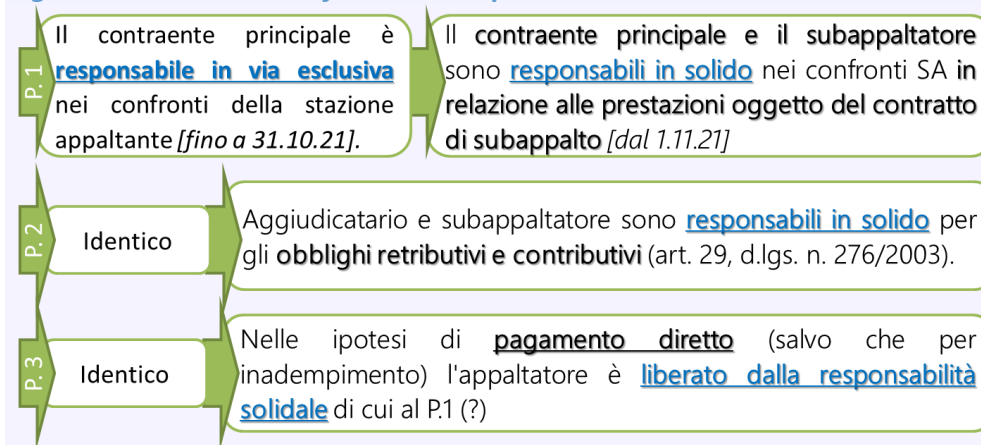 P. 1
Il contraente principale è
responsabile in via esclusiva
nei confronti della stazione
appaltante [fino a 31.10.21].
Il contraente principale e il subappaltatore
sono responsabili in solido nei confronti SA in
relazione alle prestazioni oggetto del contratto
di subappalto [dal 1.11.21]
P. 2
Identico
Aggiudicatario e subappaltatore sono responsabili in solido per
gli obblighi retributivi e contributivi (art. 29, d.lgs. n. 276/2003).
P. 3
Identico
Nelle ipotesi di pagamento diretto (salvo che per
inadempimento) l'appaltatore è liberato dalla responsabilità
solidale di cui al P.1 (?)